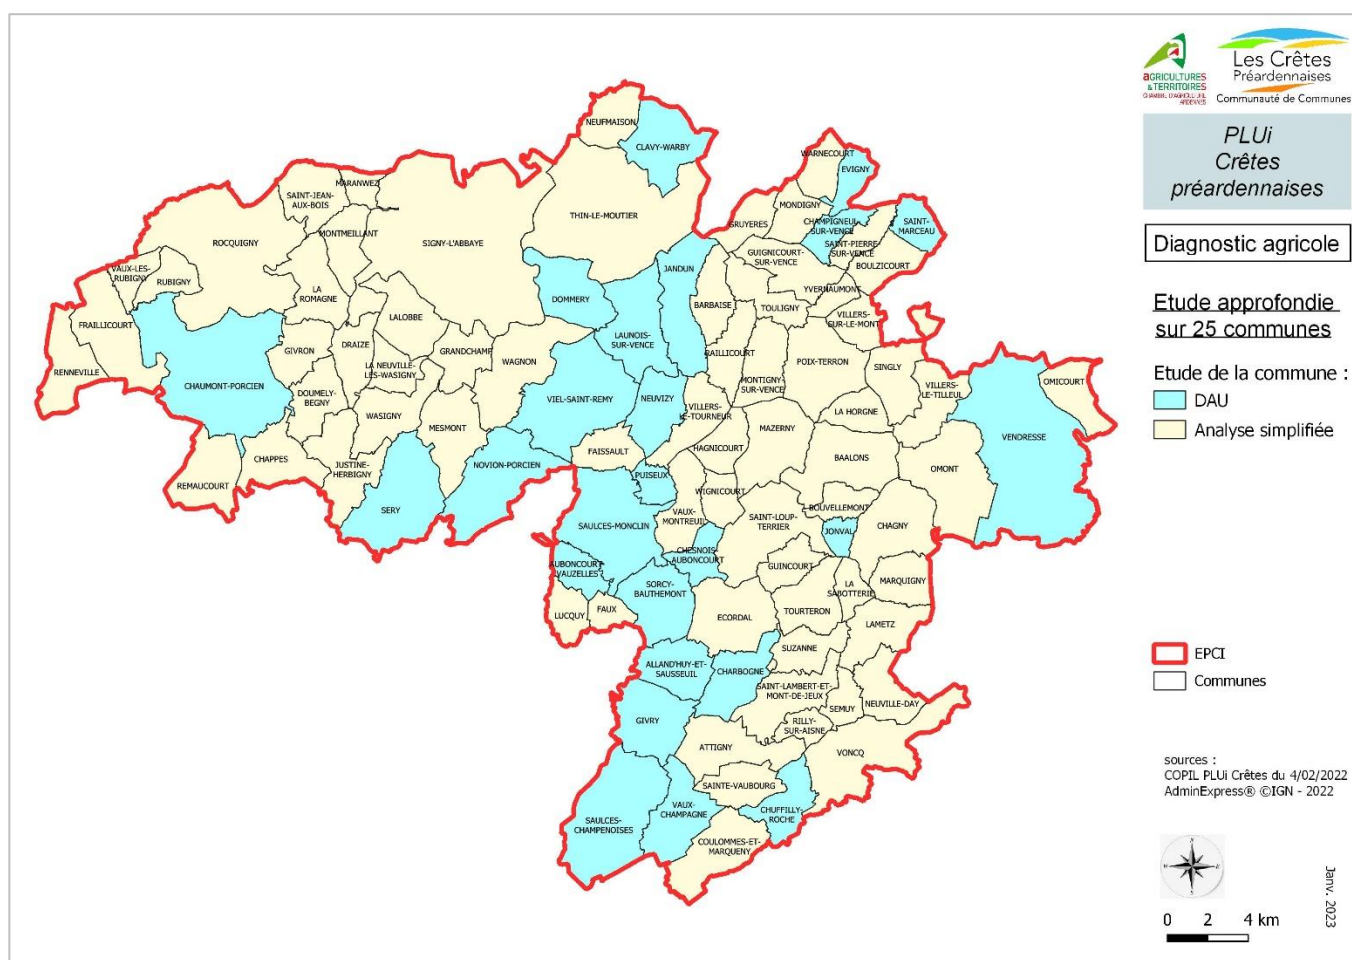 AGRICULTURES
& TERRITOIRES
CHAMBRE D'AGRICULTURE
ARDENNES
Les Crêtes
Préardennaises
Communauté de Communes
PLUi
Crêtes
préardennaises
Diagnostic agricole
Etude approfondie
sur 25 communes
Etude de la commune :
DAU
Analyse simplifiée
EPCI
Communes
sources :
COPIL PLUi Crêtes du 4/02/2022
AdminExpress® ©IGN - 2022
Janv. 2023
0 2 4 km
NEUFMAISON
CLAVY-WARBY
WARNECOURT
EVIGNY
MARANWEZ
SAINT-JEAN-
AUX-BOIS
THIN-LE-MOUTIER
MONDIGNY
GRUYERES
CHAMPIGNEUL-
SUR-VENCE
SAINT-
MARCEAU
MONTMEILLANT
ROCQUIGNY
SIGNY-L'ABBAYE
SAINT-PIERRE-
SUR-VENCE
GUIGNICOURT-
SUR-VENCE
BOULZICOURT
VAUX-LES-
RUBIGNY
RUBIGNY
JANDUN
LA
ROMAGNE
DOMMERY
BARBAISE
YVERNAUMONT
TOULIGNY
VILLERS-
SUR-LE-MONT
FRAILLICOURT
LALOBBE
LAUNOIS-
SUR-VENCE
DRAIZE
GIVRON
GRANDCHAMP
WAGNON
RAILLICOURT
POIX-TERRON
SINGLY
RENNEVILLE
CHAUMONT-PORCIEN
LA NEUVILLE-
LES-WASIGNY
MONTIGNY-
SUR-VENCE
VILLERS-
LE-TILLEUL
OMICOURT
DOUMELY-
BEGNY
VIEL-SAINT-REMY
NEUVIZY
VILLERS-
LE-TOURNEUR
LA HORGNE
WASIGNY
MESMONT
MAZERNY
VENDRESSE
FAISSAULT
HAGNICOURT
BAALONS
CHAPPES
JUSTINE-
HERBIGNY
NOVION-PORCIEN
PUISEUX
OMONT
REMAUCOURT
WIGNICOURT
SERY
VAUX-
MONTREUIL
SAINT-LOUP-
TERRIER
BOUVELLEMONT
SAULCES-MONCLIN
JONVAL
CHAGNY
CHESNOIS-
AUBONCOURT
AUBONCOURT-
VAUZELLES
GUINCOURT
SORCY-
BAUTHEMONT
LA
SABOTTERIE
MARQUIGNY
LUCQUY
FAUX
ECORDAL
TOURTERON
LAMETZ
SUZANNE
ALLAND'HUY-ET-
SAUSSEUIL
CHARBOGNE
SAINT-LAMBERT-ET-
MONT-DE-JEUX
SEMUY
NEUVILLE-DAY
GIVRY
RILLY-
SUR-AISNE
ATTIGNY
VONCQ
SAINTE-VAUBOURG
VAUX-
CHAMPAGNE
CHUFFILLY-
ROCHE
SAULCES-
CHAMPENOISES
COULOMMES-ET-
MARQUENY